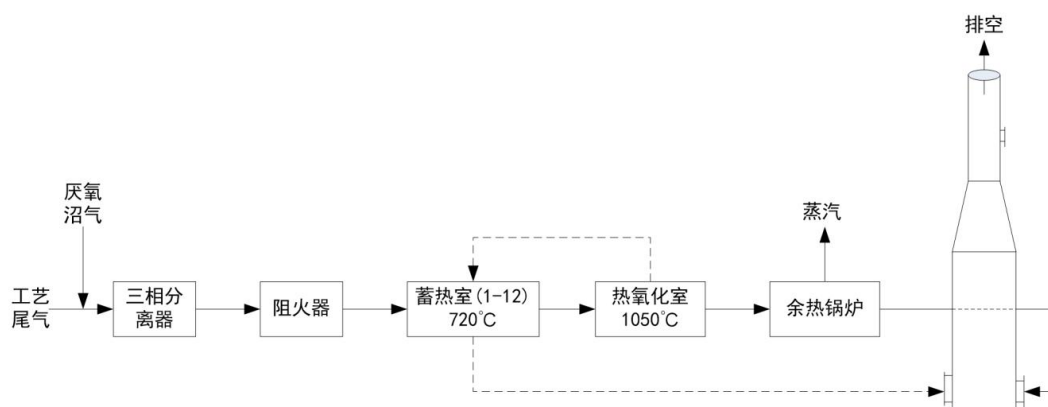 排空
厌氧
沼气
蒸汽
工艺
尾气
三相分
离器
阻火器
蓄热室(1-12)
720℃
热氧化室
1050℃
余热锅炉